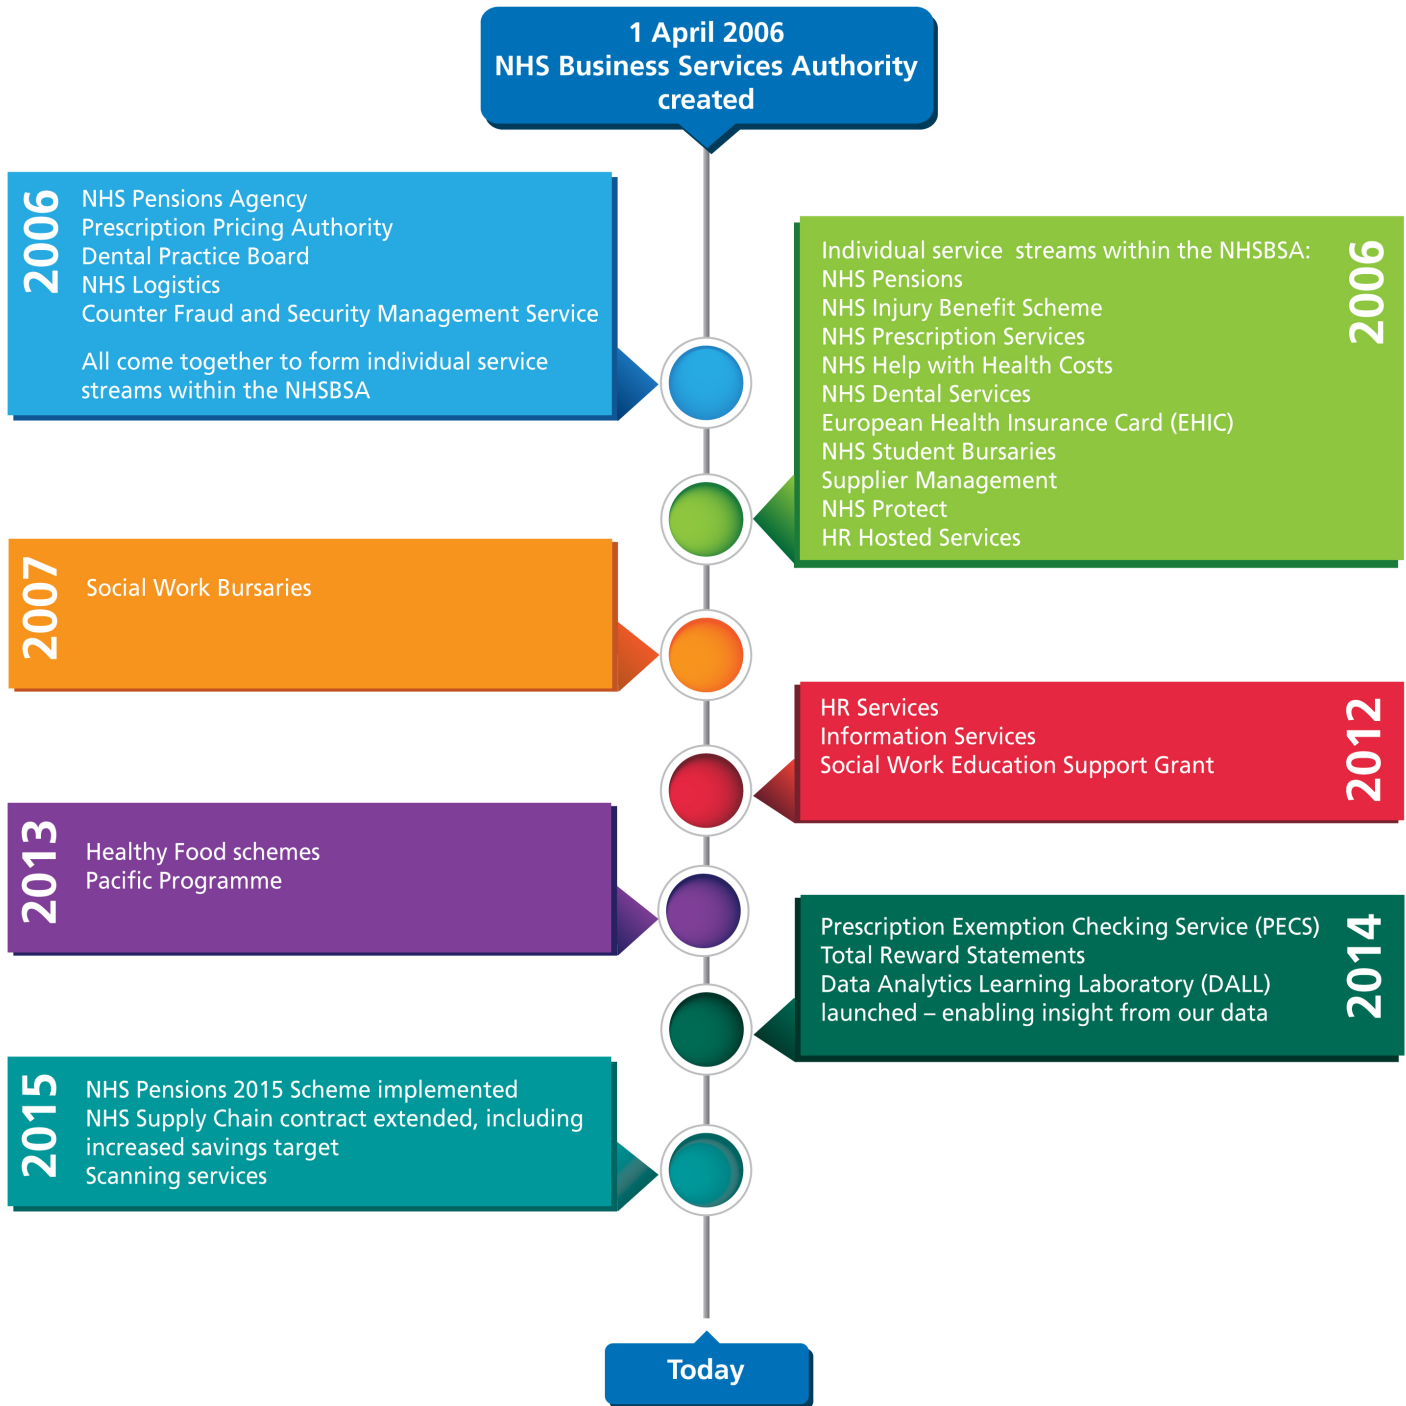 1 April 2006
NHS Business Services Authority
created
2006
NHS Pensions Agency
Prescription Pricing Authority
Dental Practice Board
NHS Logistics
Counter Fraud and Security Management Service
All come together to form individual service
streams within the NHSBSA
2006
Individual service streams within the NHSBSA:
NHS Pensions
NHS Injury Benefit Scheme
NHS Prescription Services
NHS Help with Health Costs
NHS Dental Services
European Health Insurance Card (EHIC)
NHS Student Bursaries
Supplier Management
NHS Protect
HR Hosted Services
2007
Social Work Bursaries
2012
HR Services
Information Services
Social Work Education Support Grant
2013
Healthy Food schemes
Pacific Programme
2014
Prescription Exemption Checking Service (PECS)
Total Reward Statements
Data Analytics Learning Laboratory (DALL)
launched – enabling insight from our data
2015
NHS Pensions 2015 Scheme implemented
NHS Supply Chain contract extended, including
increased savings target
Scanning services
Today